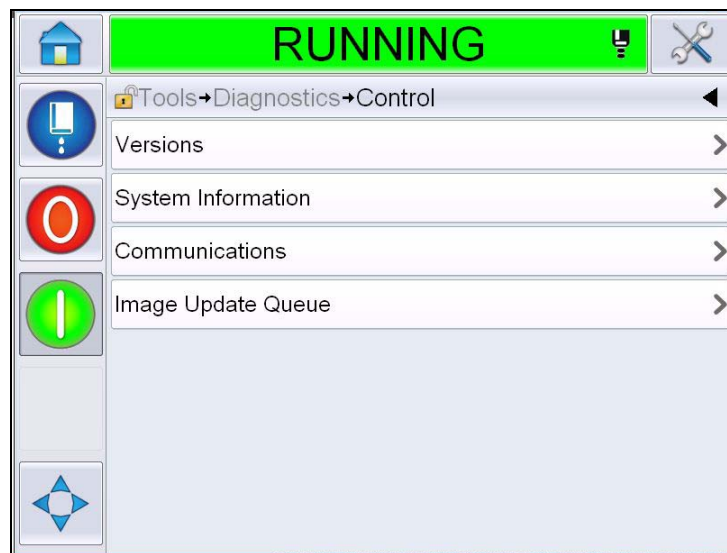 RUNNING
Tools→Diagnostics→Control
Versions
System Information
Communications
Image Update Queue